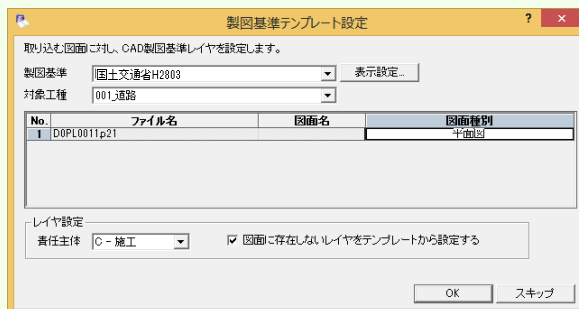 製図基準テンプレート設定
? ×
取り込む図面に対し、CAD製図基準レイヤを設定します。
製図基準 国土交通省H2803 表示設定...
対象工種 001_道路
No. ファイル名 図面名 図面種別
1 D0PL0011.p21 平面図
レイヤ設定
責任主体 C - 施工 図面に存在しないレイヤをテンプレートから設定する
OK スキップ